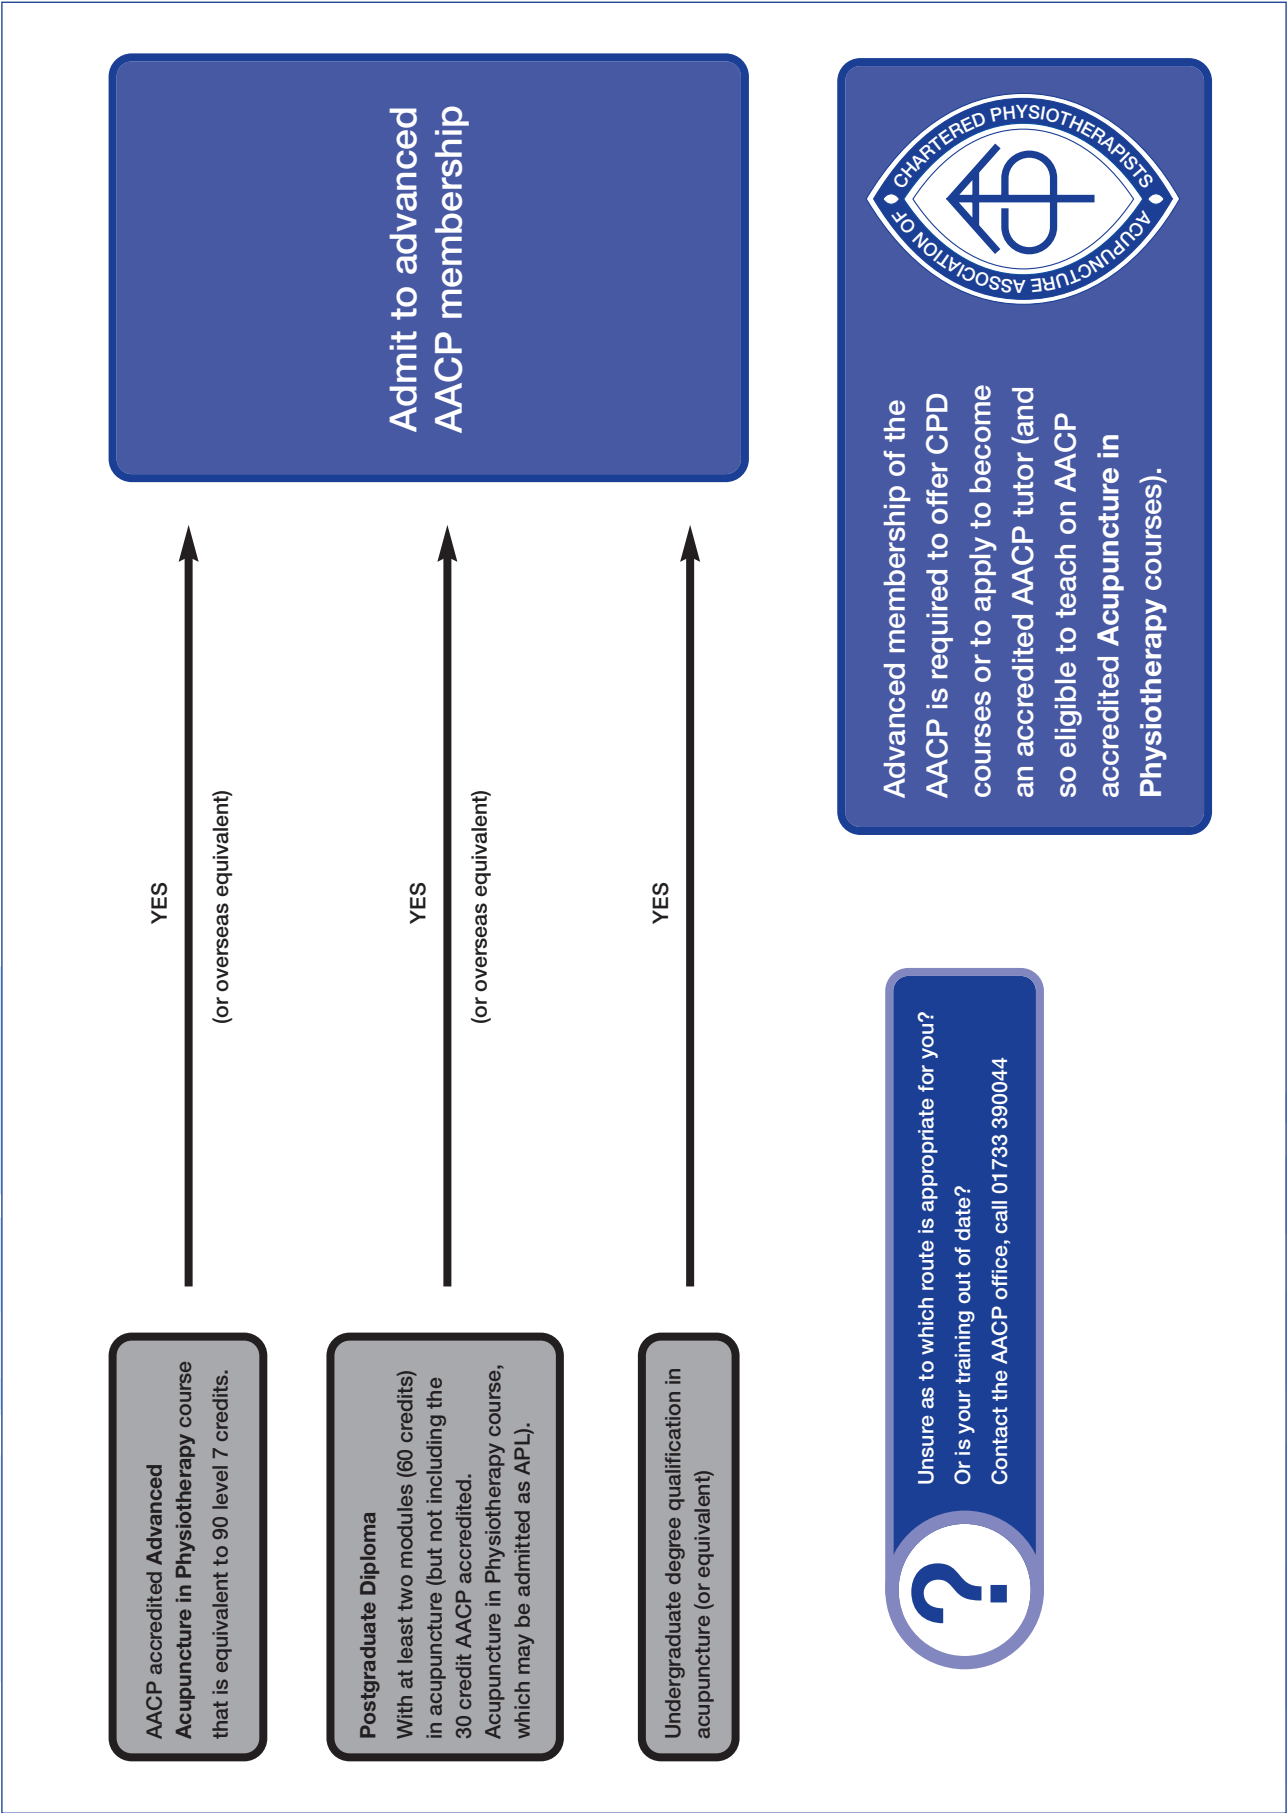 AACP accredited Advanced
Acupuncture in Physiotherapy course
that is equivalent to 90 level 7 credits.
YES
(or overseas equivalent)
Postgraduate Diploma
With at least two modules (60 credits)
in acupuncture (but not including the
30 credit AACP accredited.
Acupuncture in Physiotherapy course,
which may be admitted as APL).
YES
(or overseas equivalent)
Undergraduate degree qualification in
acupuncture (or equivalent)
YES
Admit to advanced
AACP membership
?
Unsure as to which route is appropriate for you?
Or is your training out of date?
Contact the AACP office, call 01733 390044
Advanced membership of the
AACP is required to offer CPD
courses or to apply to become
an accredited AACP tutor (and
so eligible to teach on AACP
accredited Acupuncture in
Physiotherapy courses).
ACUPUNCTURE ASSOCIATION OF
CHARTERED PHYSIOTHERAPISTS